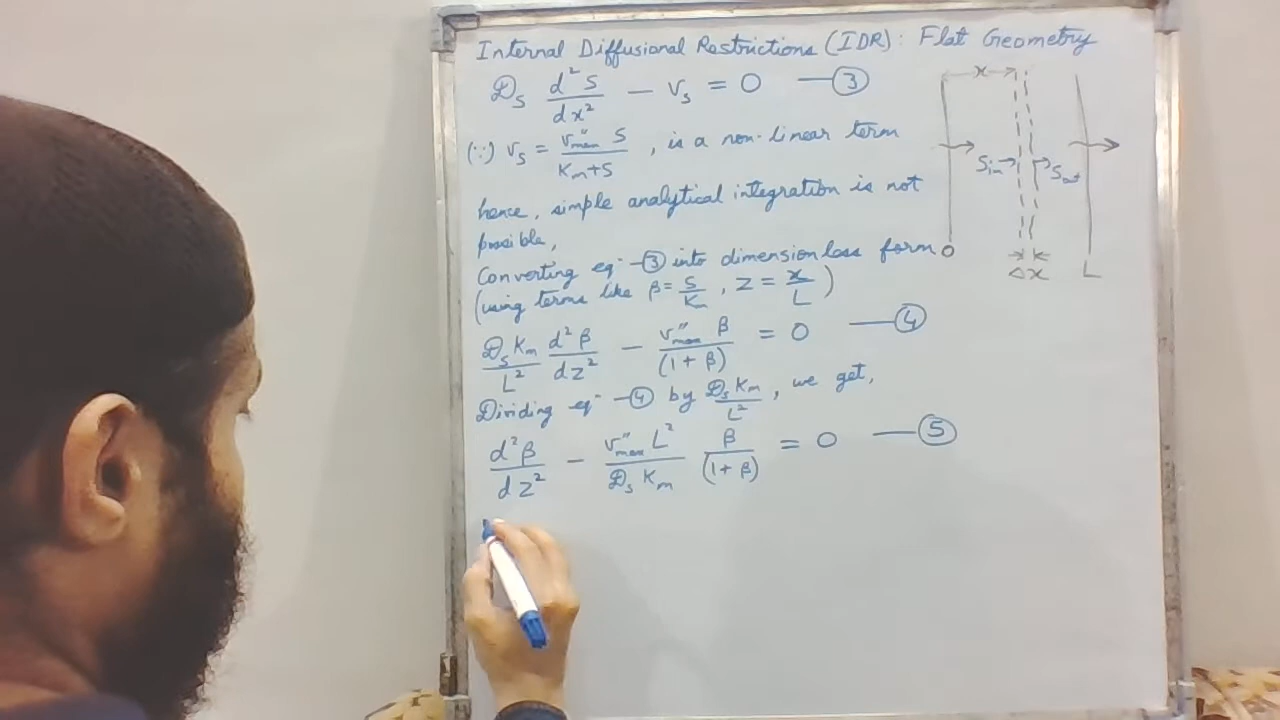 Internal Diffusional Restrictions (IDR): Flat Geometry
𝒟s d²S/dx² − vs = 0 —③
(∵) vs = v″max S/(Km+S), is a non-linear term
hence, simple analytical integration is not
possible,
Converting eqⁿ—③ into dimensionless form
(using terms like β = S/Km, Z = x/L)
𝒟s Km/L² d²β/dZ² − v″max β/(1 + β) = 0 —④
Dividing eqⁿ—④ by 𝒟s Km/L², we get,
d²β/dZ² − v″max L²/𝒟s Km β/(1+β) = 0 —⑤
x
Sin
Sout
O
Δx
L